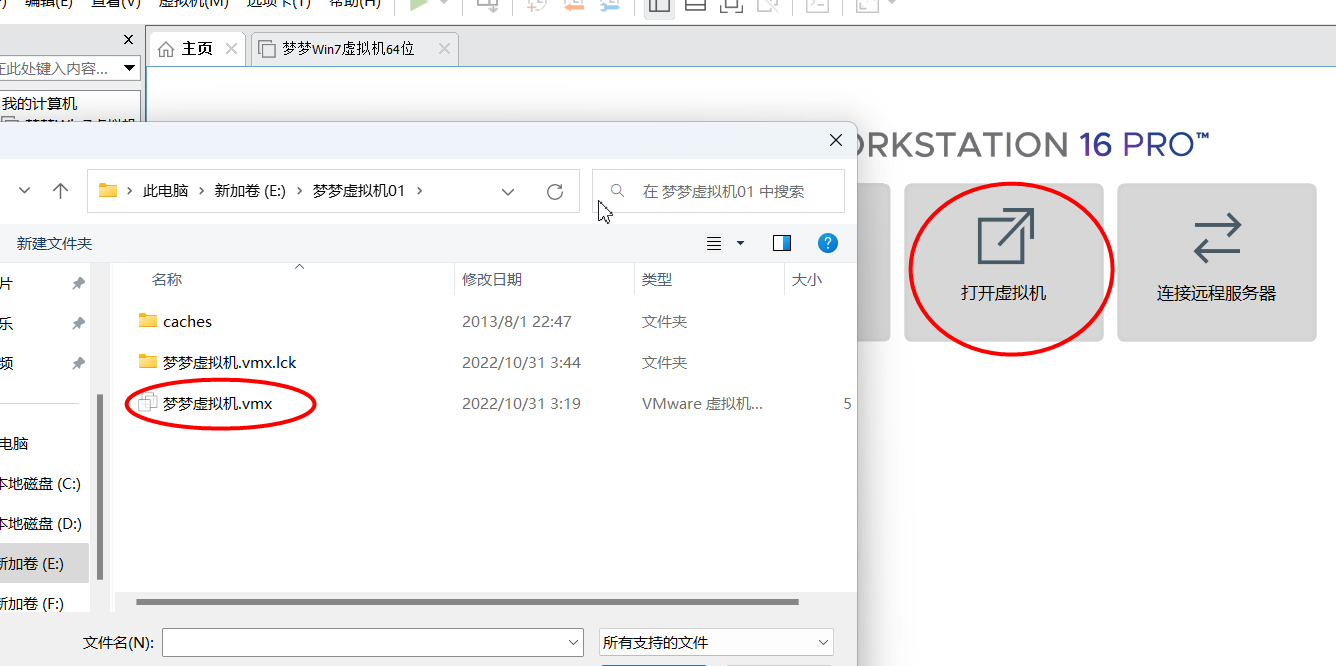 编辑(E) 查看(V) 虚拟机(M) 选项卡(T) 帮助(H)
主页 梦梦Win7虚拟机64位
在此处键入内容...
我的计算机
ORKSTATION 16 PRO™
此电脑 新加卷 (E:) 梦梦虚拟机01 在 梦梦虚拟机01 中搜索
新建文件夹
名称 修改日期 类型 大小
片
caches 2013/8/1 22:47 文件夹
乐
梦梦虚拟机.vmx.lck 2022/10/31 3:44 文件夹
频
梦梦虚拟机.vmx 2022/10/31 3:19 VMware 虚拟机... 5
电脑
本地磁盘 (C:)
本地磁盘 (D:)
新加卷 (E:)
新加卷 (F:)
文件名(N): 所有支持的文件
打开虚拟机
连接远程服务器